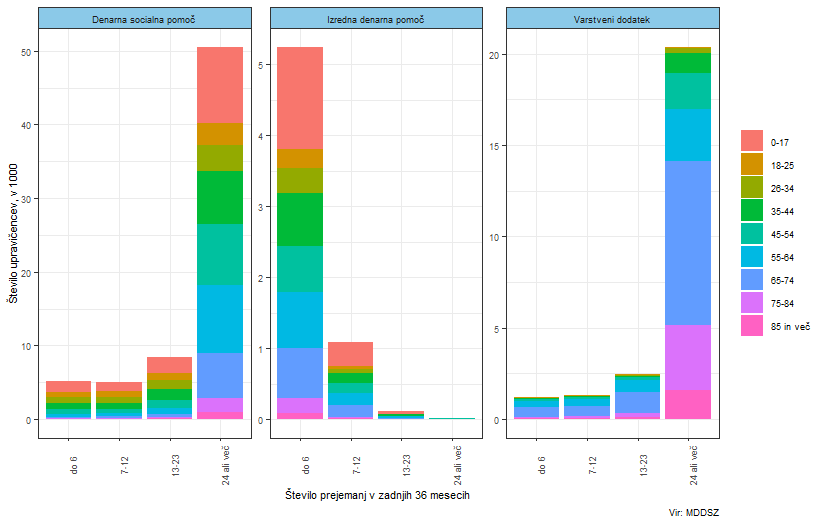 Denarna socialna pomoč
Izredna denarna pomoč
Varstveni dodatek
Število upravičencev, v 1000
50
40
30
20
10
0
5
4
3
2
1
0
20
15
10
5
0
do 6
7-12
13-23
24 ali več
do 6
7-12
13-23
24 ali več
do 6
7-12
13-23
24 ali več
Število prejemanj v zadnjih 36 mesecih
0-17
18-25
26-34
35-44
45-54
55-64
65-74
75-84
85 in več
Vir: MDDSZ